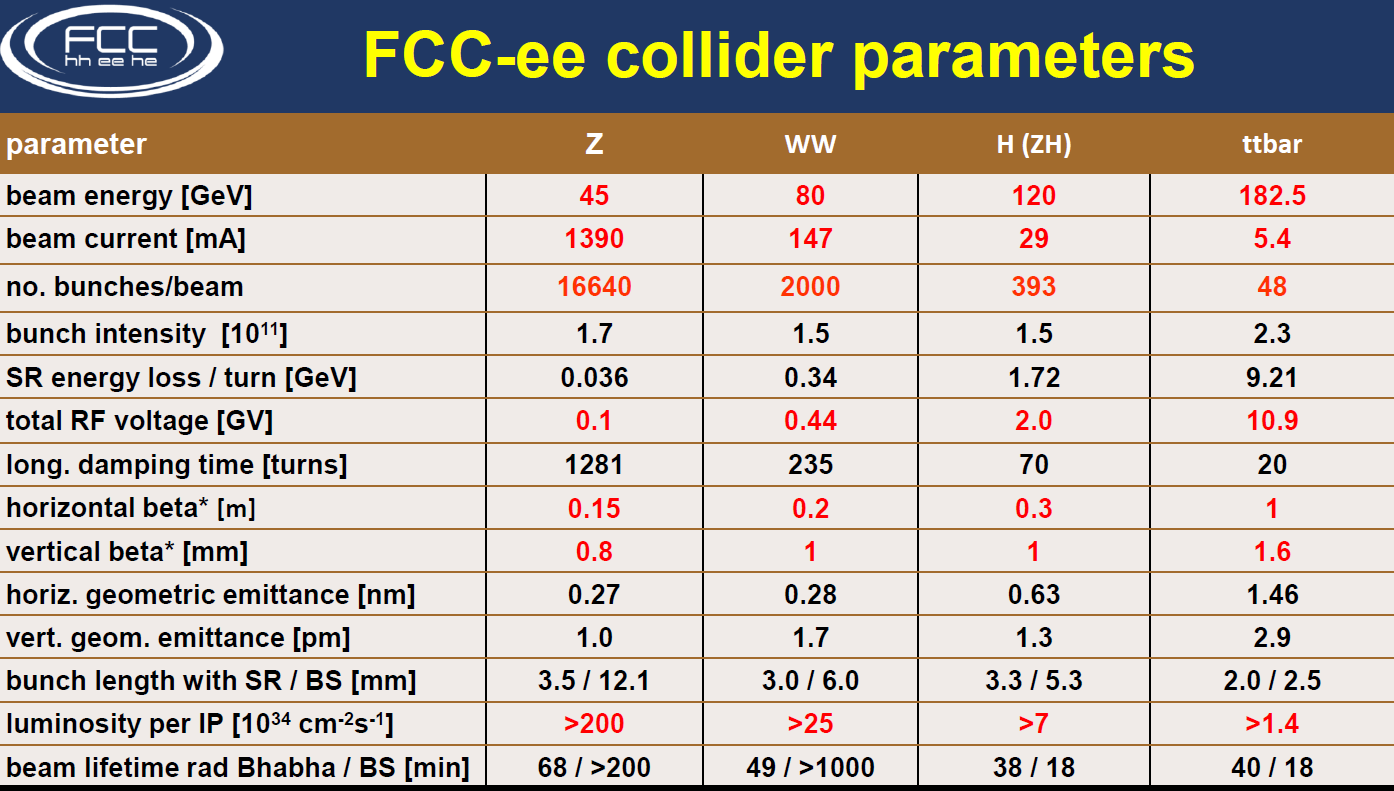 FCC
hh ee he
FCC-ee collider parameters
parameter Z WW H (ZH) ttbar
beam energy [GeV] 45 80 120 182.5
beam current [mA] 1390 147 29 5.4
no. bunches/beam 16640 2000 393 48
bunch intensity [10¹¹] 1.7 1.5 1.5 2.3
SR energy loss / turn [GeV] 0.036 0.34 1.72 9.21
total RF voltage [GV] 0.1 0.44 2.0 10.9
long. damping time [turns] 1281 235 70 20
horizontal beta* [m] 0.15 0.2 0.3 1
vertical beta* [mm] 0.8 1 1 1.6
horiz. geometric emittance [nm] 0.27 0.28 0.63 1.46
vert. geom. emittance [pm] 1.0 1.7 1.3 2.9
bunch length with SR / BS [mm] 3.5 / 12.1 3.0 / 6.0 3.3 / 5.3 2.0 / 2.5
luminosity per IP [10³⁴ cm⁻²s⁻¹] >200 >25 >7 >1.4
beam lifetime rad Bhabha / BS [min] 68 / >200 49 / >1000 38 / 18 40 / 18